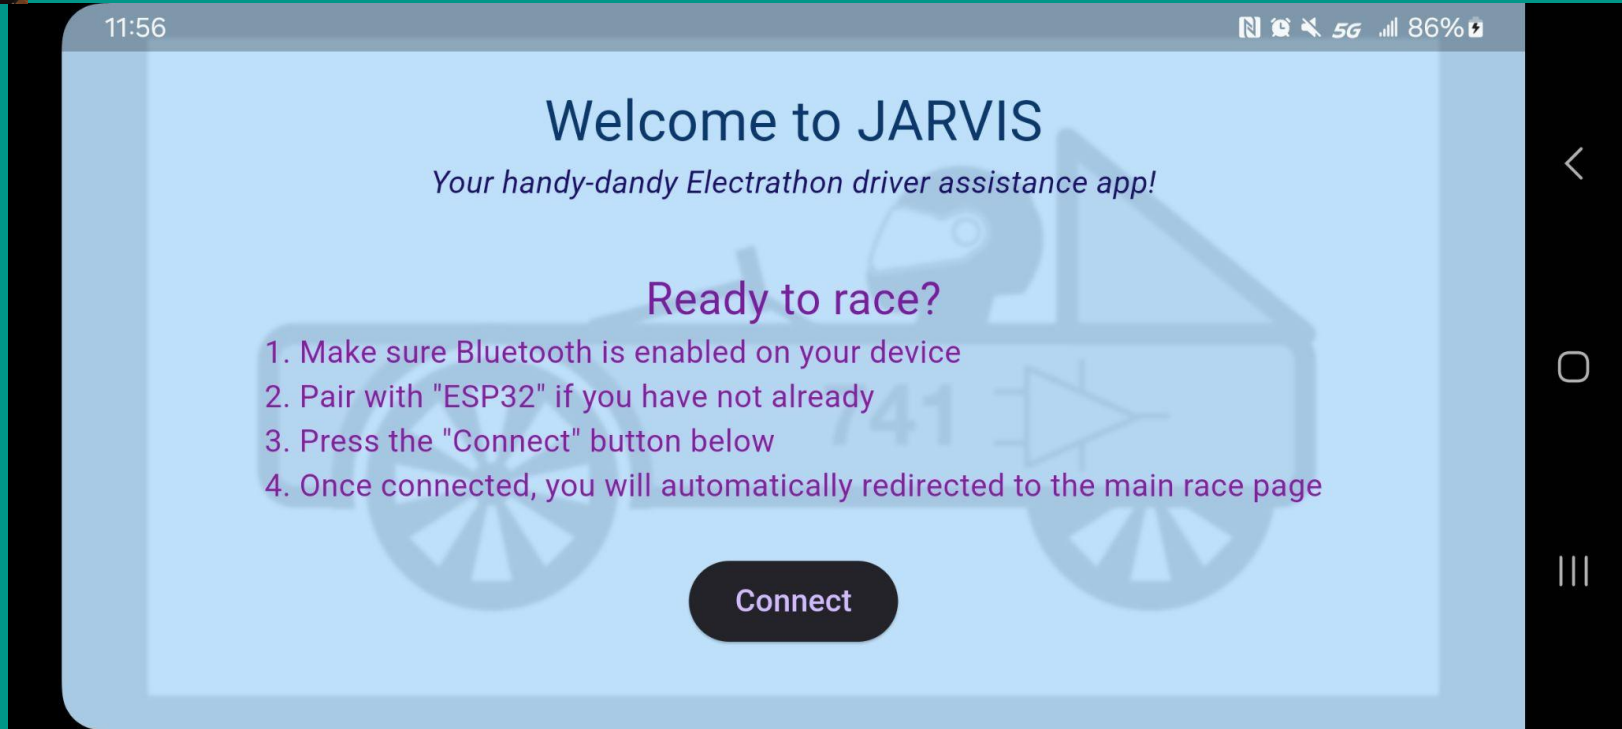 11:56
5G 86%
Welcome to JARVIS
Your handy-dandy Electrathon driver assistance app!
Ready to race?
1. Make sure Bluetooth is enabled on your device
2. Pair with "ESP32" if you have not already
741
3. Press the "Connect" button below
4. Once connected, you will automatically redirected to the main race page
Connect